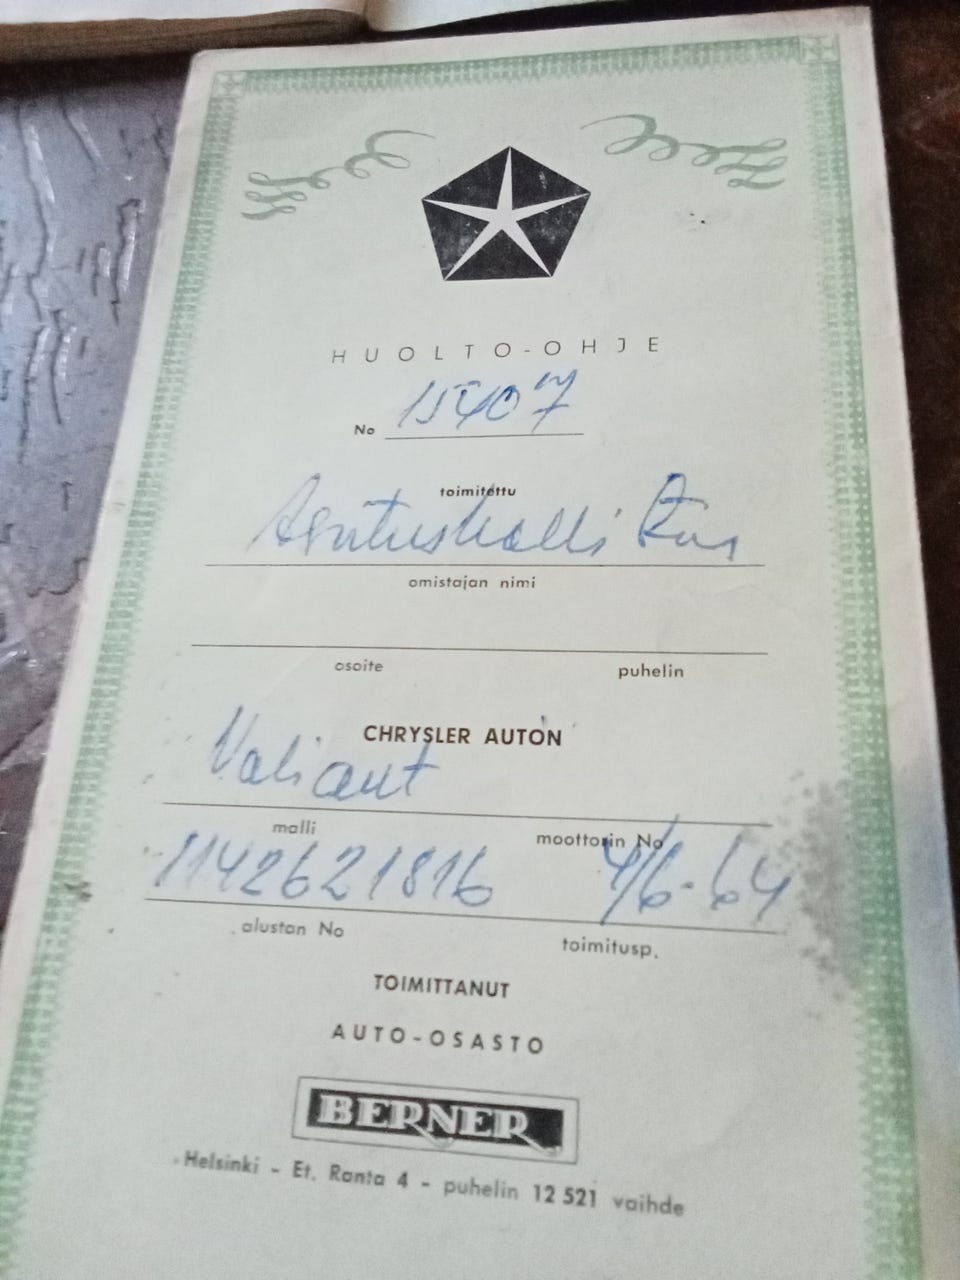 HUOLTO-OHJE
No 15407
toimitettu
omistajan nimi
osoite puhelin
CHRYSLER AUTON
Valiant
malli moottorin No
1142621816 4/6-64
alustan No toimitusp.
TOIMITTANUT
AUTO-OSASTO
BERNER
Helsinki - Et. Ranta 4 - puhelin 12 521 vaihde